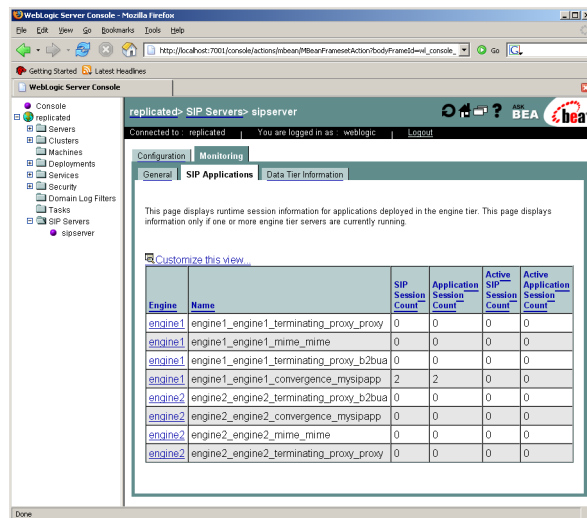 WebLogic Server Console - Mozilla Firefox
File Edit View Go Bookmarks Tools Help
http://localhost:7001/console/actions/mbean/MBeanFramesetAction?bodyFrameId=wl_console_ Go
Getting Started Latest Headlines
WebLogic Server Console
Console
replicated
Servers
Clusters
Machines
Deployments
Services
Security
Domain Log Filters
Tasks
SIP Servers
sipserver
replicated> SIP Servers> sipserver
? ASK BEA bea
Connected to : replicated | You are logged in as : weblogic | Logout
Configuration Monitoring
General SIP Applications Data Tier Information
This page displays runtime session information for applications deployed in the engine tier. This page displays
information only if one or more engine tier servers are currently running.
Customize this view...
Engine Name SIP Session Count Application Session Count Active SIP Session Count Active Application Session Count
engine1 engine1_engine1_terminating_proxy_proxy 0 0 0 0
engine1 engine1_engine1_mime_mime 0 0 0 0
engine1 engine1_engine1_terminating_proxy_b2bua 0 0 0 0
engine1 engine1_engine1_convergence_mysipapp 2 2 0 0
engine2 engine2_engine2_terminating_proxy_b2bua 0 0 0 0
engine2 engine2_engine2_convergence_mysipapp 0 0 0 0
engine2 engine2_engine2_mime_mime 0 0 0 0
engine2 engine2_engine2_terminating_proxy_proxy 0 0 0 0
Done